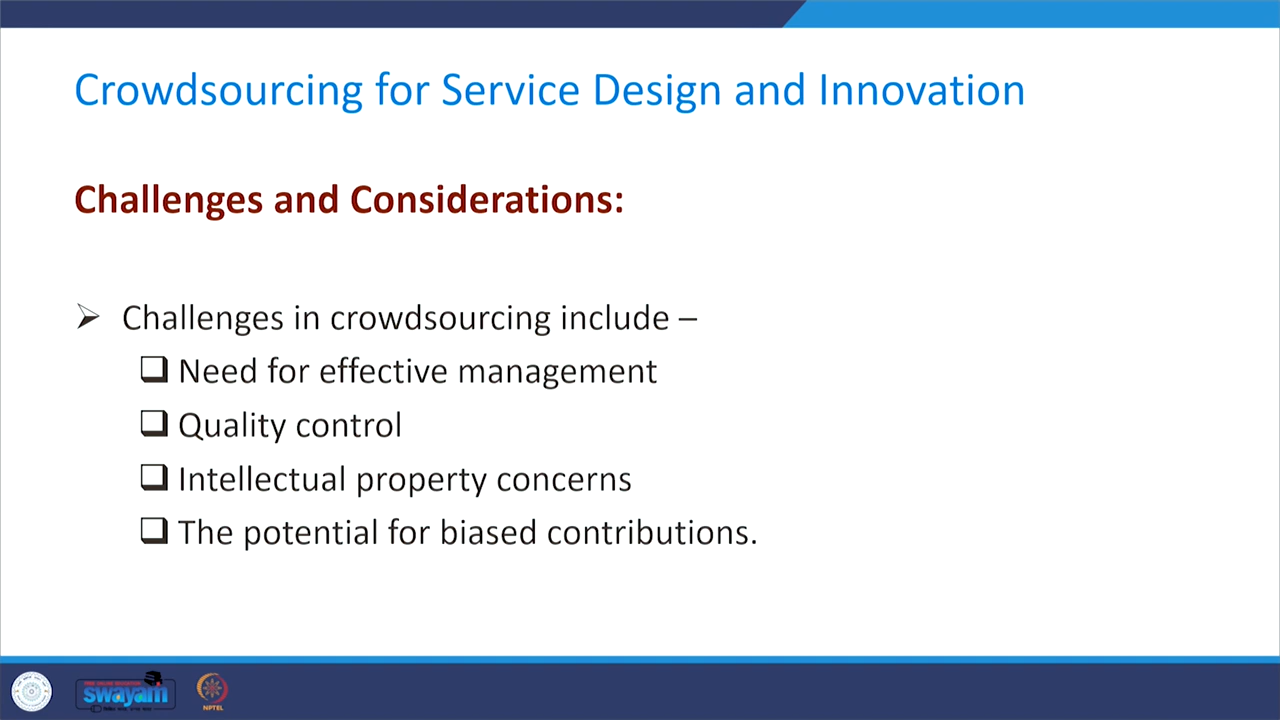 Crowdsourcing for Service Design and Innovation
Challenges and Considerations:
Challenges in crowdsourcing include –
Need for effective management
Quality control
Intellectual property concerns
The potential for biased contributions.
swayam
NPTEL